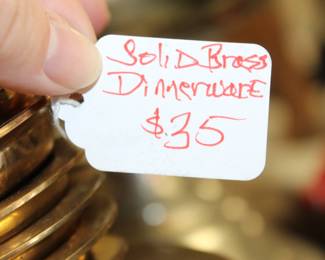 Solid Brass
Dinnerware
$.35